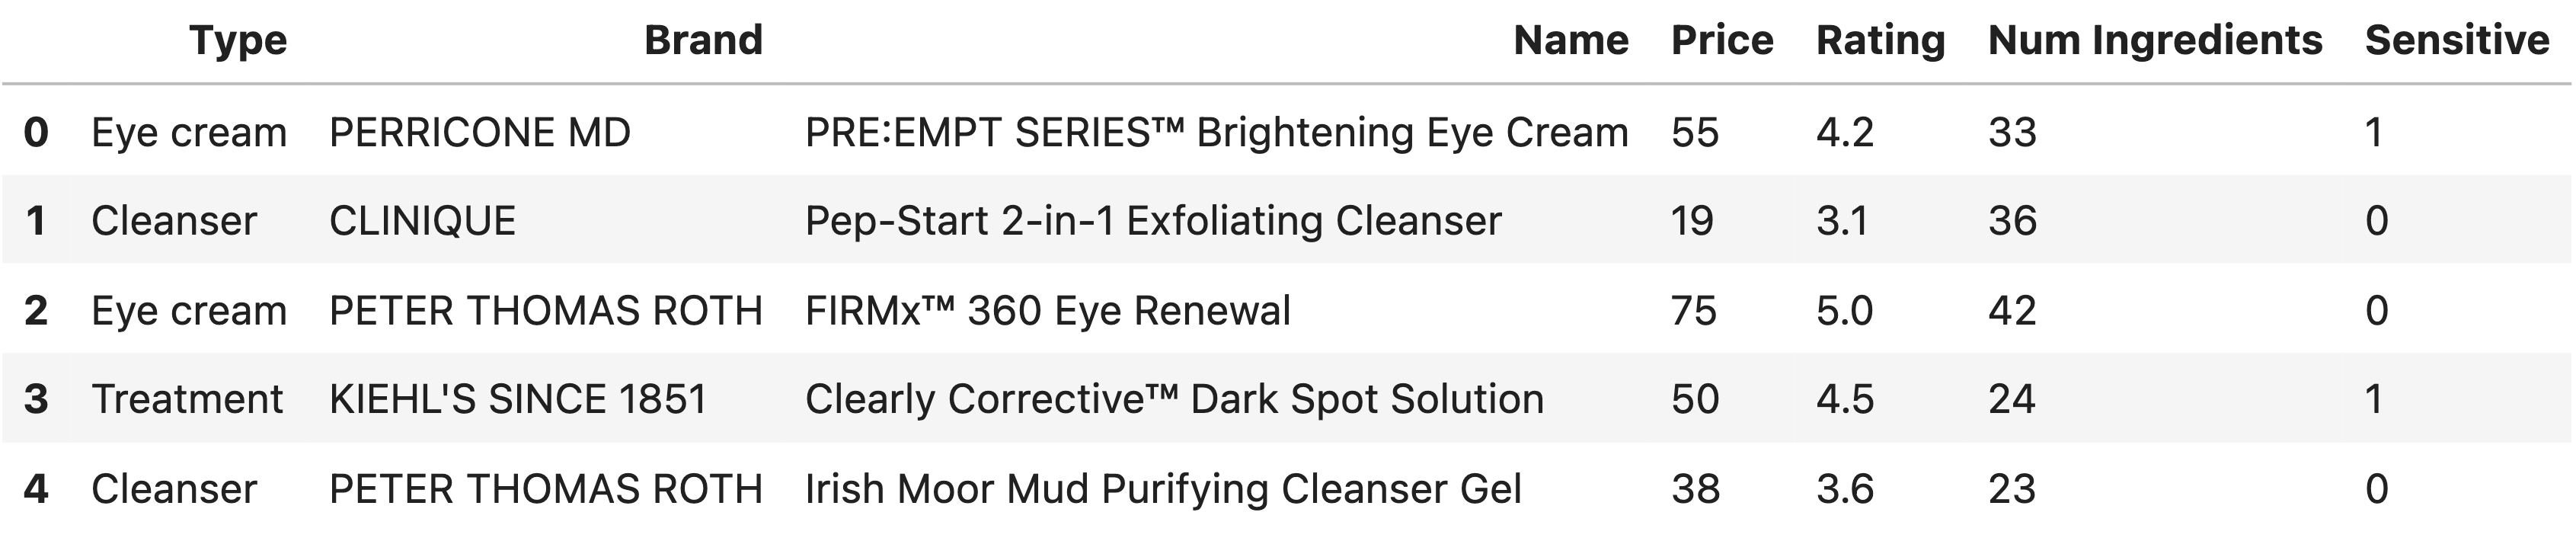 Type Brand Name Price Rating Num Ingredients Sensitive
0 Eye cream PERRICONE MD PRE:EMPT SERIES™ Brightening Eye Cream 55 4.2 33 1
1 Cleanser CLINIQUE Pep-Start 2-in-1 Exfoliating Cleanser 19 3.1 36 0
2 Eye cream PETER THOMAS ROTH FIRMx™ 360 Eye Renewal 75 5.0 42 0
3 Treatment KIEHL'S SINCE 1851 Clearly Corrective™ Dark Spot Solution 50 4.5 24 1
4 Cleanser PETER THOMAS ROTH Irish Moor Mud Purifying Cleanser Gel 38 3.6 23 0